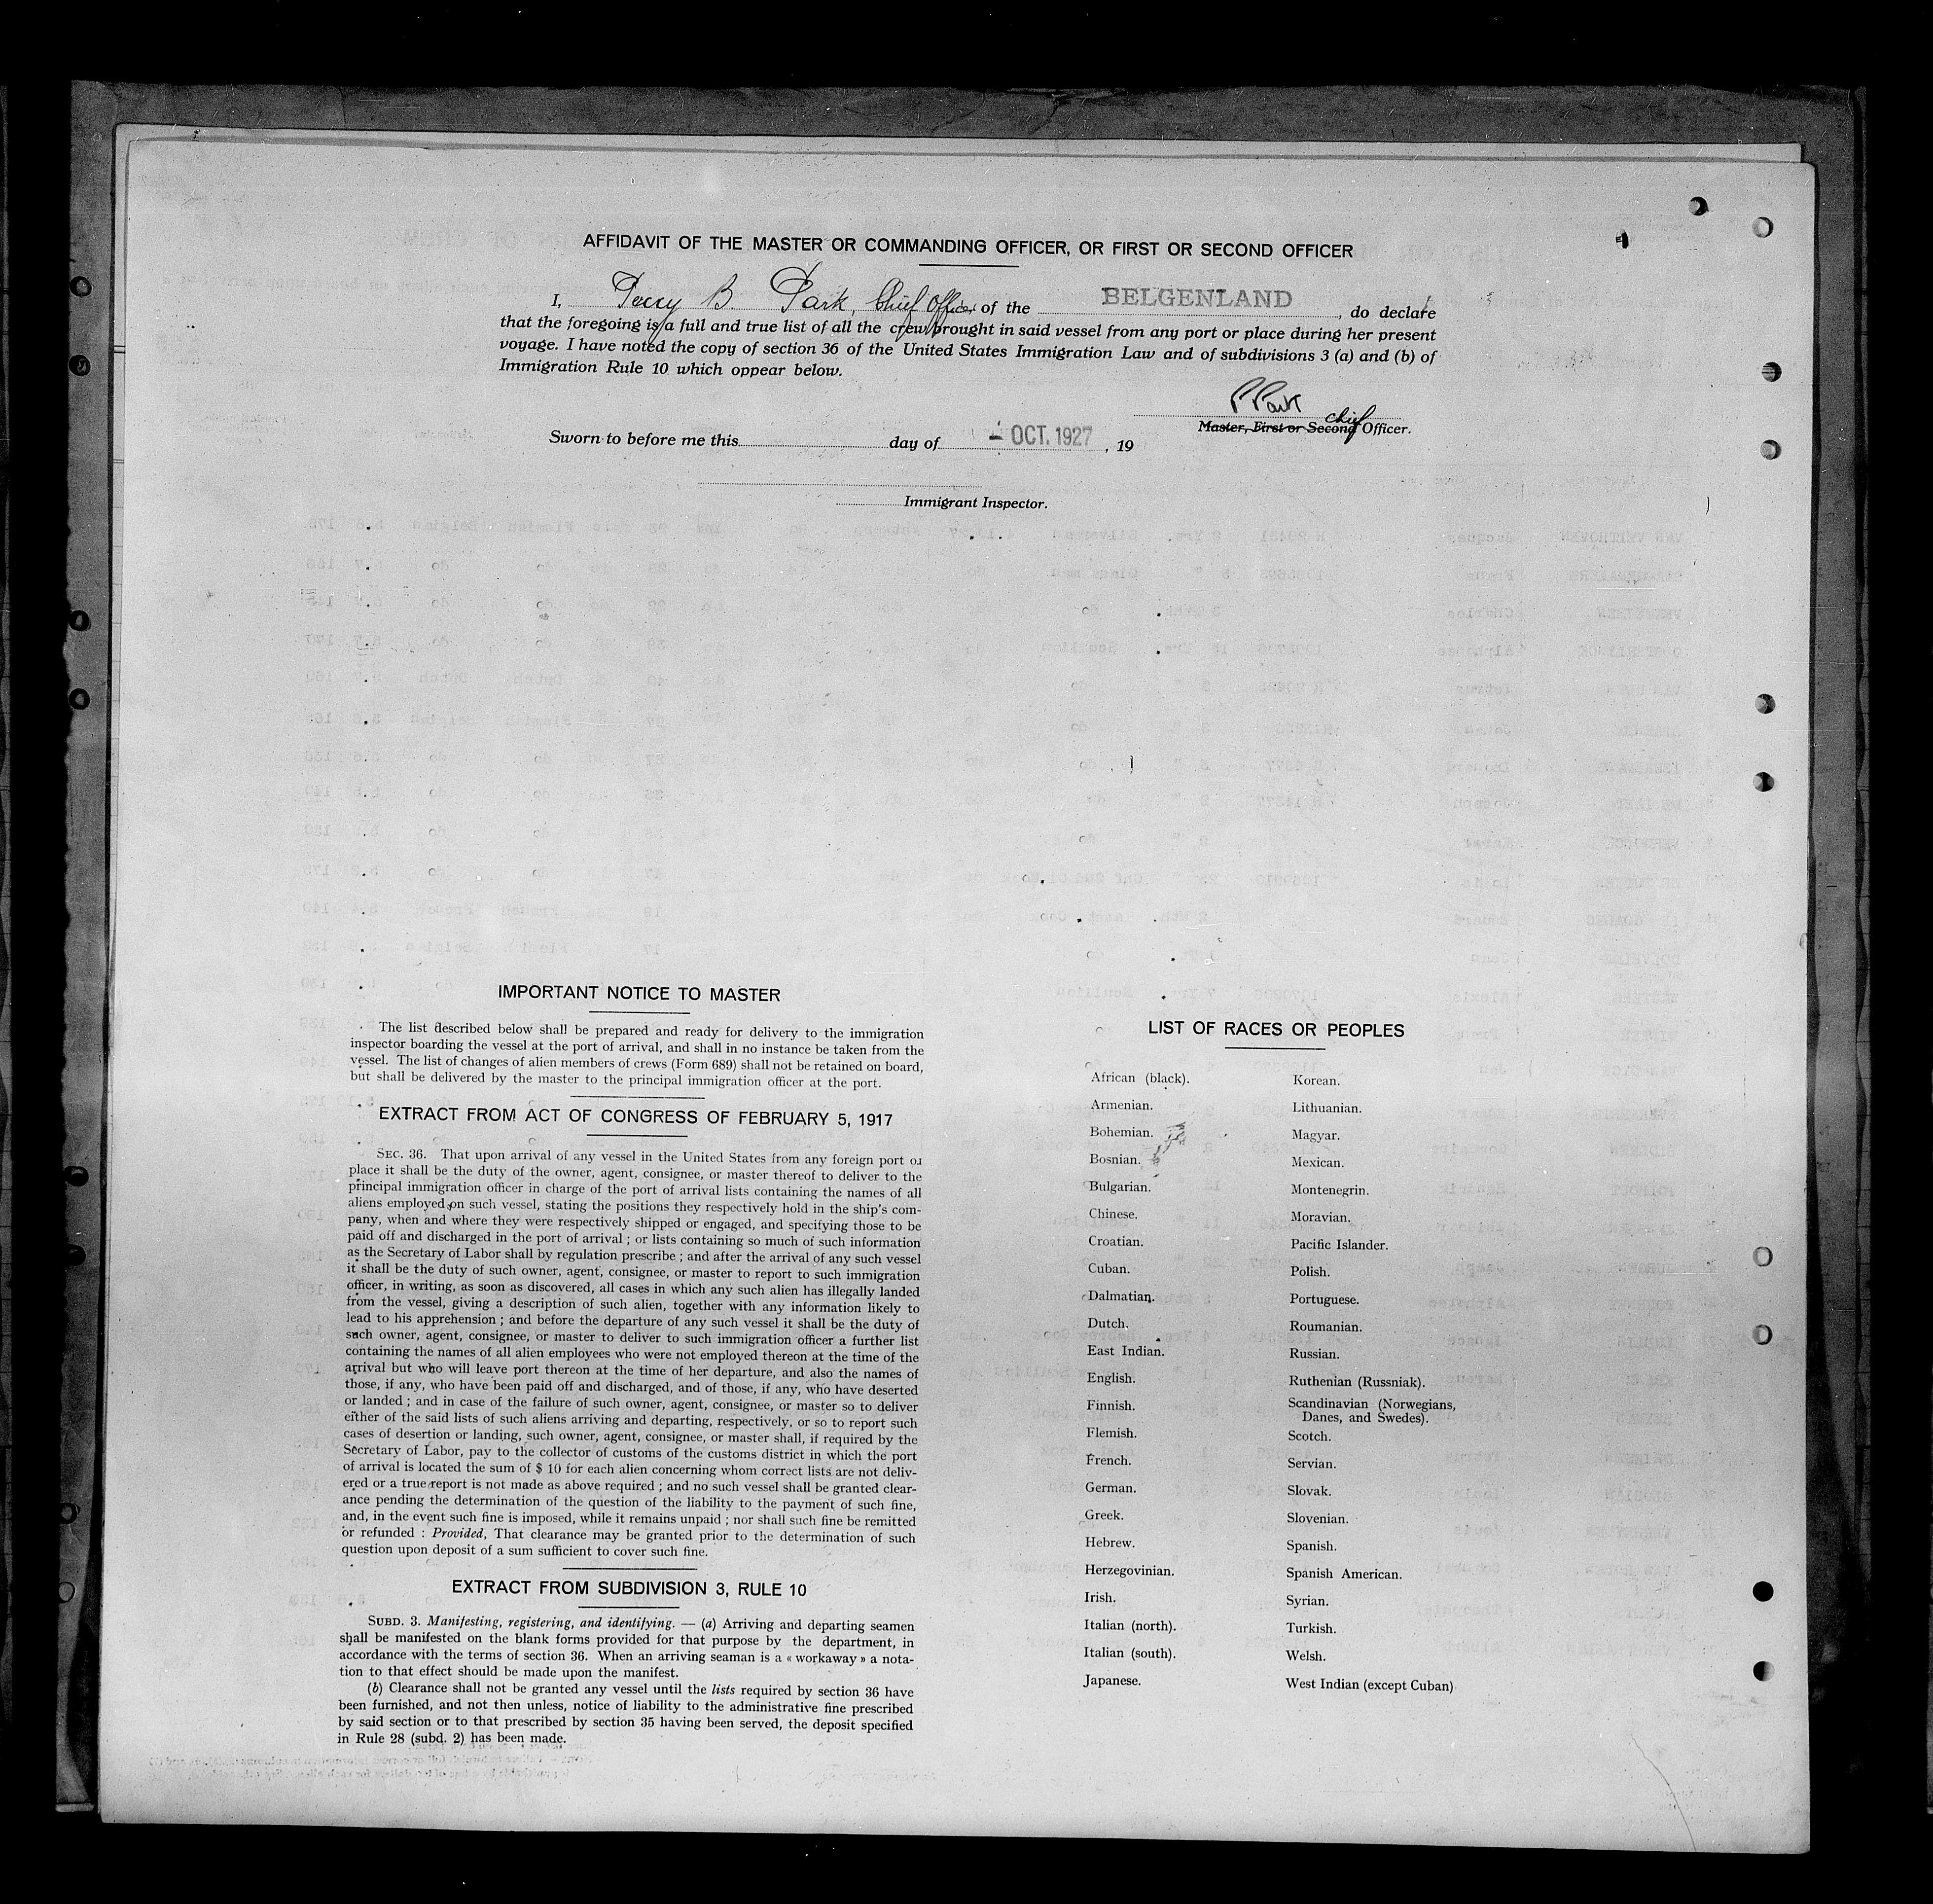 AFFIDAVIT OF THE MASTER OR COMMANDING OFFICER, OR FIRST OR SECOND OFFICER
I, Percy B. Park, Chief Officer of the BELGENLAND, do declare
that the foregoing is a full and true list of all the crew brought in said vessel from any port or place during her present
voyage. I have noted the copy of section 36 of the United States Immigration Law and of subdivisions 3 (a) and (b) of
Immigration Rule 10 which oppear below.
P Park
chief
Master, First or Second Officer.
Sworn to before me this day of - OCT. 1927, 19
Immigrant Inspector.
IMPORTANT NOTICE TO MASTER
The list described below shall be prepared and ready for delivery to the immigration
inspector boarding the vessel at the port of arrival, and shall in no instance be taken from the
vessel. The list of changes of alien members of crews (Form 689) shall not be retained on board,
but shall be delivered by the master to the principal immigration officer at the port.
EXTRACT FROM ACT OF CONGRESS OF FEBRUARY 5, 1917
SEC. 36. That upon arrival of any vessel in the United States from any foreign port or
place it shall be the duty of the owner, agent, consignee, or master thereof to deliver to the
principal immigration officer in charge of the port of arrival lists containing the names of all
aliens employed on such vessel, stating the positions they respectively hold in the ship's com-
pany, when and where they were respectively shipped or engaged, and specifying those to be
paid off and discharged in the port of arrival ; or lists containing so much of such information
as the Secretary of Labor shall by regulation prescribe ; and after the arrival of any such vessel
it shall be the duty of such owner, agent, consignee, or master to report to such immigration
officer, in writing, as soon as discovered, all cases in which any such alien has illegally landed
from the vessel, giving a description of such alien, together with any information likely to
lead to his apprehension ; and before the departure of any such vessel it shall be the duty of
such owner, agent, consignee, or master to deliver to such immigration officer a further list
containing the names of all alien employees who were not employed thereon at the time of the
arrival but who will leave port thereon at the time of her departure, and also the names of
those, if any, who have been paid off and discharged, and of those, if any, who have deserted
or landed ; and in case of the failure of such owner, agent, consignee, or master so to deliver
either of the said lists of such aliens arriving and departing, respectively, or so to report such
cases of desertion or landing, such owner, agent, consignee, or master shall, if required by the
Secretary of Labor, pay to the collector of customs of the customs district in which the port
of arrival is located the sum of $ 10 for each alien concerning whom correct lists are not deliv-
ered or a true report is not made as above required ; and no such vessel shall be granted clear-
ance pending the determination of the question of the liability to the payment of such fine,
and, in the event such fine is imposed, while it remains unpaid ; nor shall such fine be remitted
or refunded : Provided, That clearance may be granted prior to the determination of such
question upon deposit of a sum sufficient to cover such fine.
EXTRACT FROM SUBDIVISION 3, RULE 10
SUBD. 3. Manifesting, registering, and identifying. — (a) Arriving and departing seamen
shall be manifested on the blank forms provided for that purpose by the department, in
accordance with the terms of section 36. When an arriving seaman is a « workaway » a nota-
tion to that effect should be made upon the manifest.
(b) Clearance shall not be granted any vessel until the lists required by section 36 have
been furnished, and not then unless, notice of liability to the administrative fine prescribed
by said section or to that prescribed by section 35 having been served, the deposit specified
in Rule 28 (subd. 2) has been made.
LIST OF RACES OR PEOPLES
African (black).
Armenian.
Bohemian.
Bosnian.
Bulgarian.
Chinese.
Croatian.
Cuban.
Dalmatian.
Dutch.
East Indian.
English.
Finnish.
Flemish.
French.
German.
Greek.
Hebrew.
Herzegovinian.
Irish.
Italian (north).
Italian (south).
Japanese.
Korean.
Lithuanian.
Magyar.
Mexican.
Montenegrin.
Moravian.
Pacific Islander.
Polish.
Portuguese.
Roumanian.
Russian.
Ruthenian (Russniak).
Scandinavian (Norwegians,
Danes, and Swedes).
Scotch.
Servian.
Slovak.
Slovenian.
Spanish.
Spanish American.
Syrian.
Turkish.
Welsh.
West Indian (except Cuban)